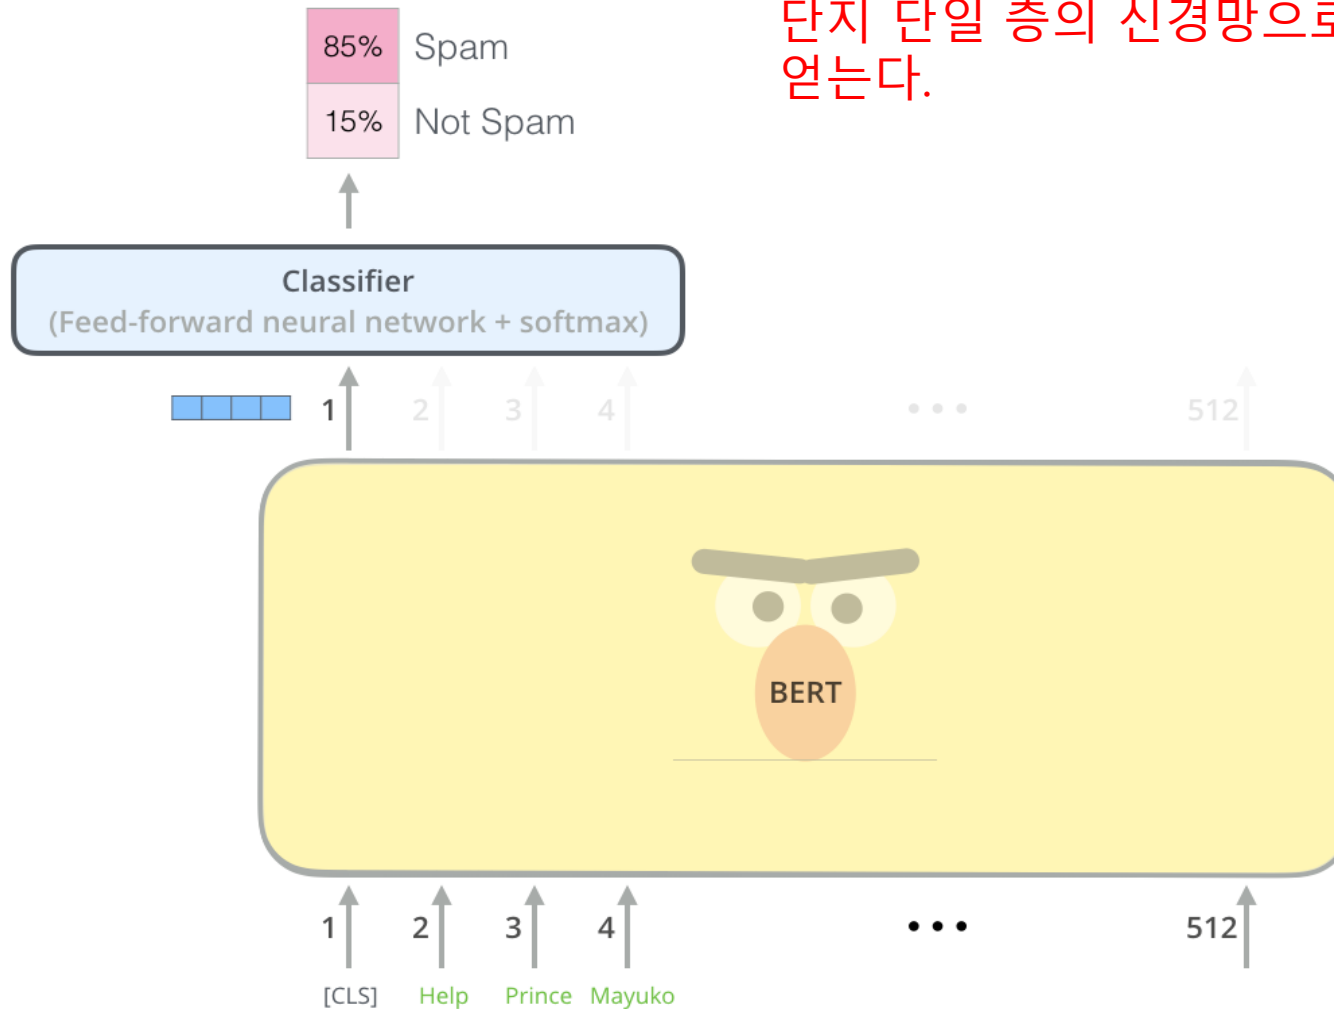 단지 단일 층의 신경망으로
얻는다.
85% Spam
15% Not Spam
Classifier
(Feed-forward neural network + softmax)
1 2 3 4 ••• 512
BERT
1 2 3 4 ••• 512
[CLS] Help Prince Mayuko